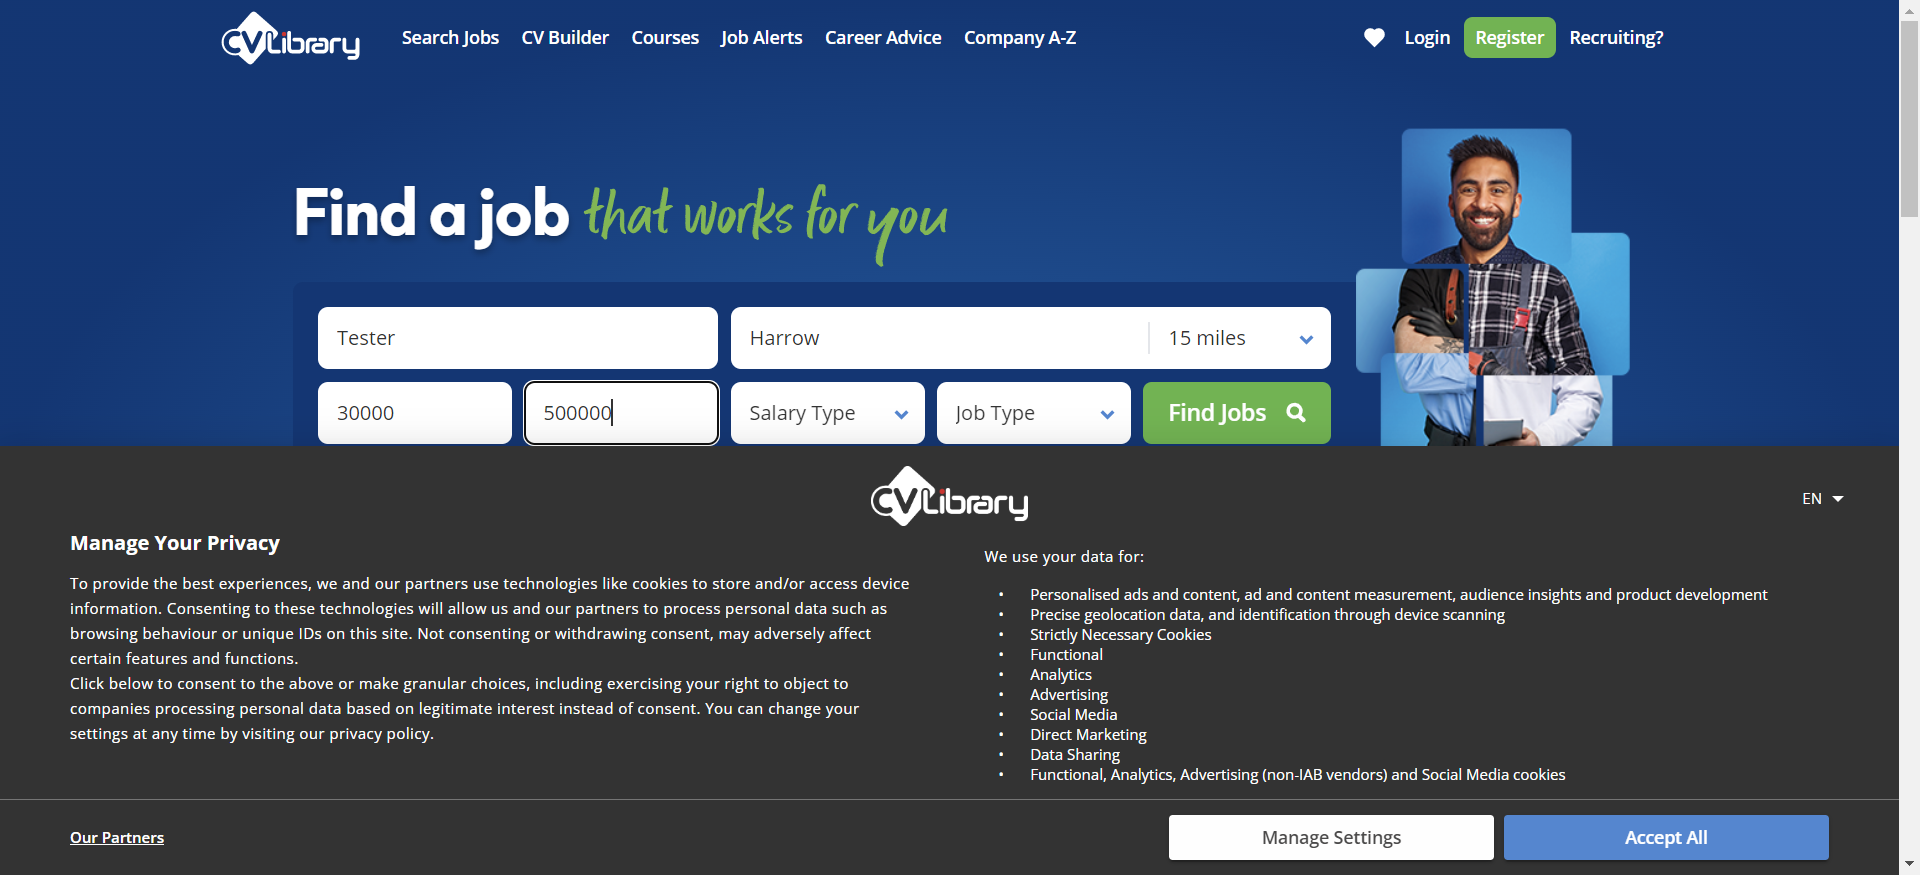 CVLibrary
Search Jobs CV Builder Courses Job Alerts Career Advice Company A-Z Login Register Recruiting?
Find a job that works for you
Tester Harrow 15 miles
30000 500000 Salary Type Job Type Find Jobs
CVLibrary
EN
Manage Your Privacy
To provide the best experiences, we and our partners use technologies like cookies to store and/or access device
information. Consenting to these technologies will allow us and our partners to process personal data such as
browsing behaviour or unique IDs on this site. Not consenting or withdrawing consent, may adversely affect
certain features and functions.
Click below to consent to the above or make granular choices, including exercising your right to object to
companies processing personal data based on legitimate interest instead of consent. You can change your
settings at any time by visiting our privacy policy.
We use your data for:
• Personalised ads and content, ad and content measurement, audience insights and product development
• Precise geolocation data, and identification through device scanning
• Strictly Necessary Cookies
• Functional
• Analytics
• Advertising
• Social Media
• Direct Marketing
• Data Sharing
• Functional, Analytics, Advertising (non-IAB vendors) and Social Media cookies
Our Partners Manage Settings Accept All